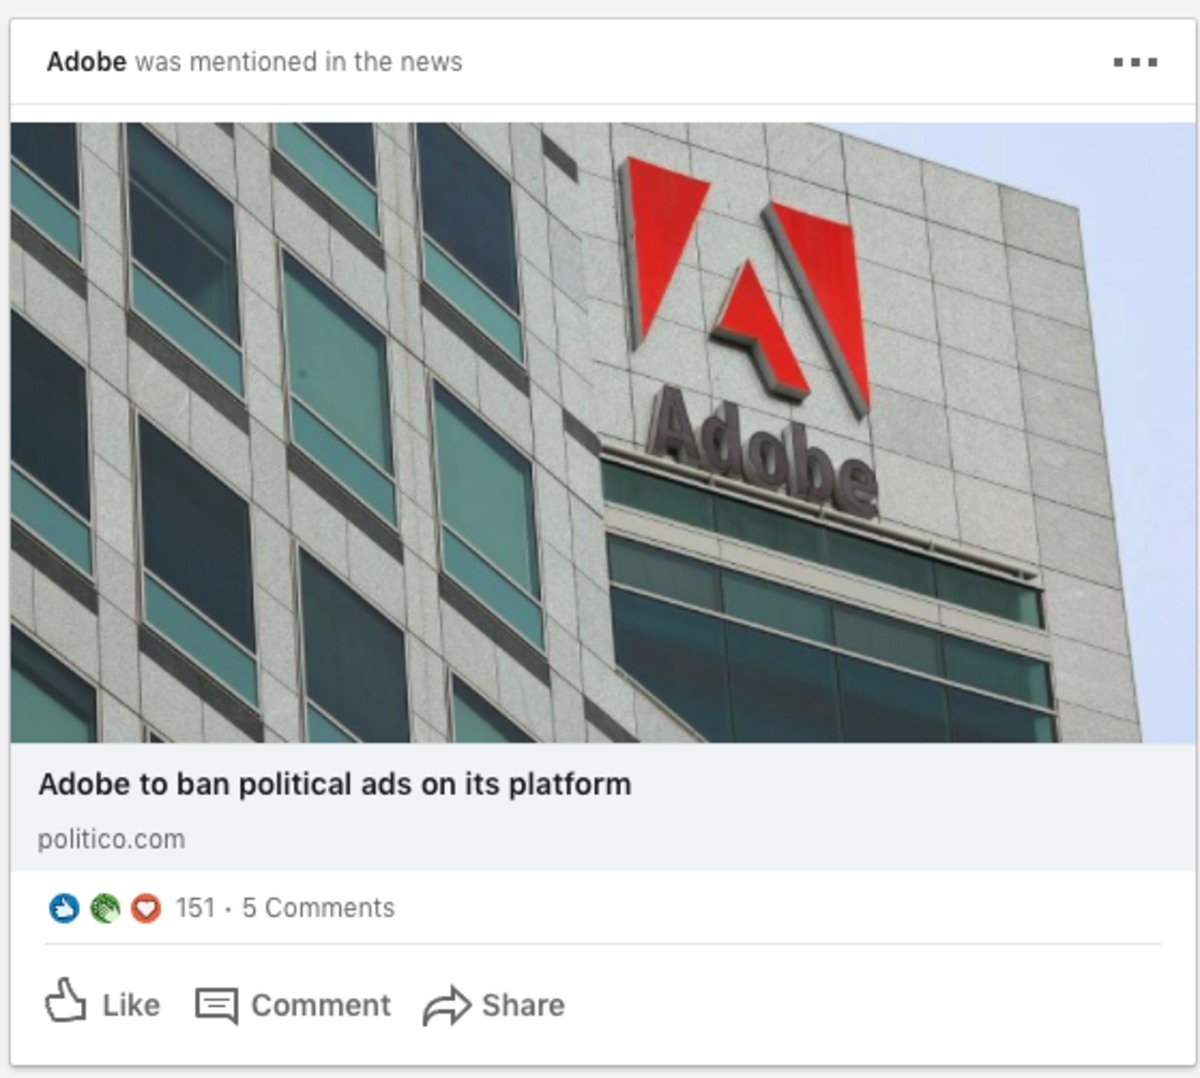 Adobe was mentioned in the news
Adobe
Adobe to ban political ads on its platform
politico.com
151 • 5 Comments
Like Comment Share